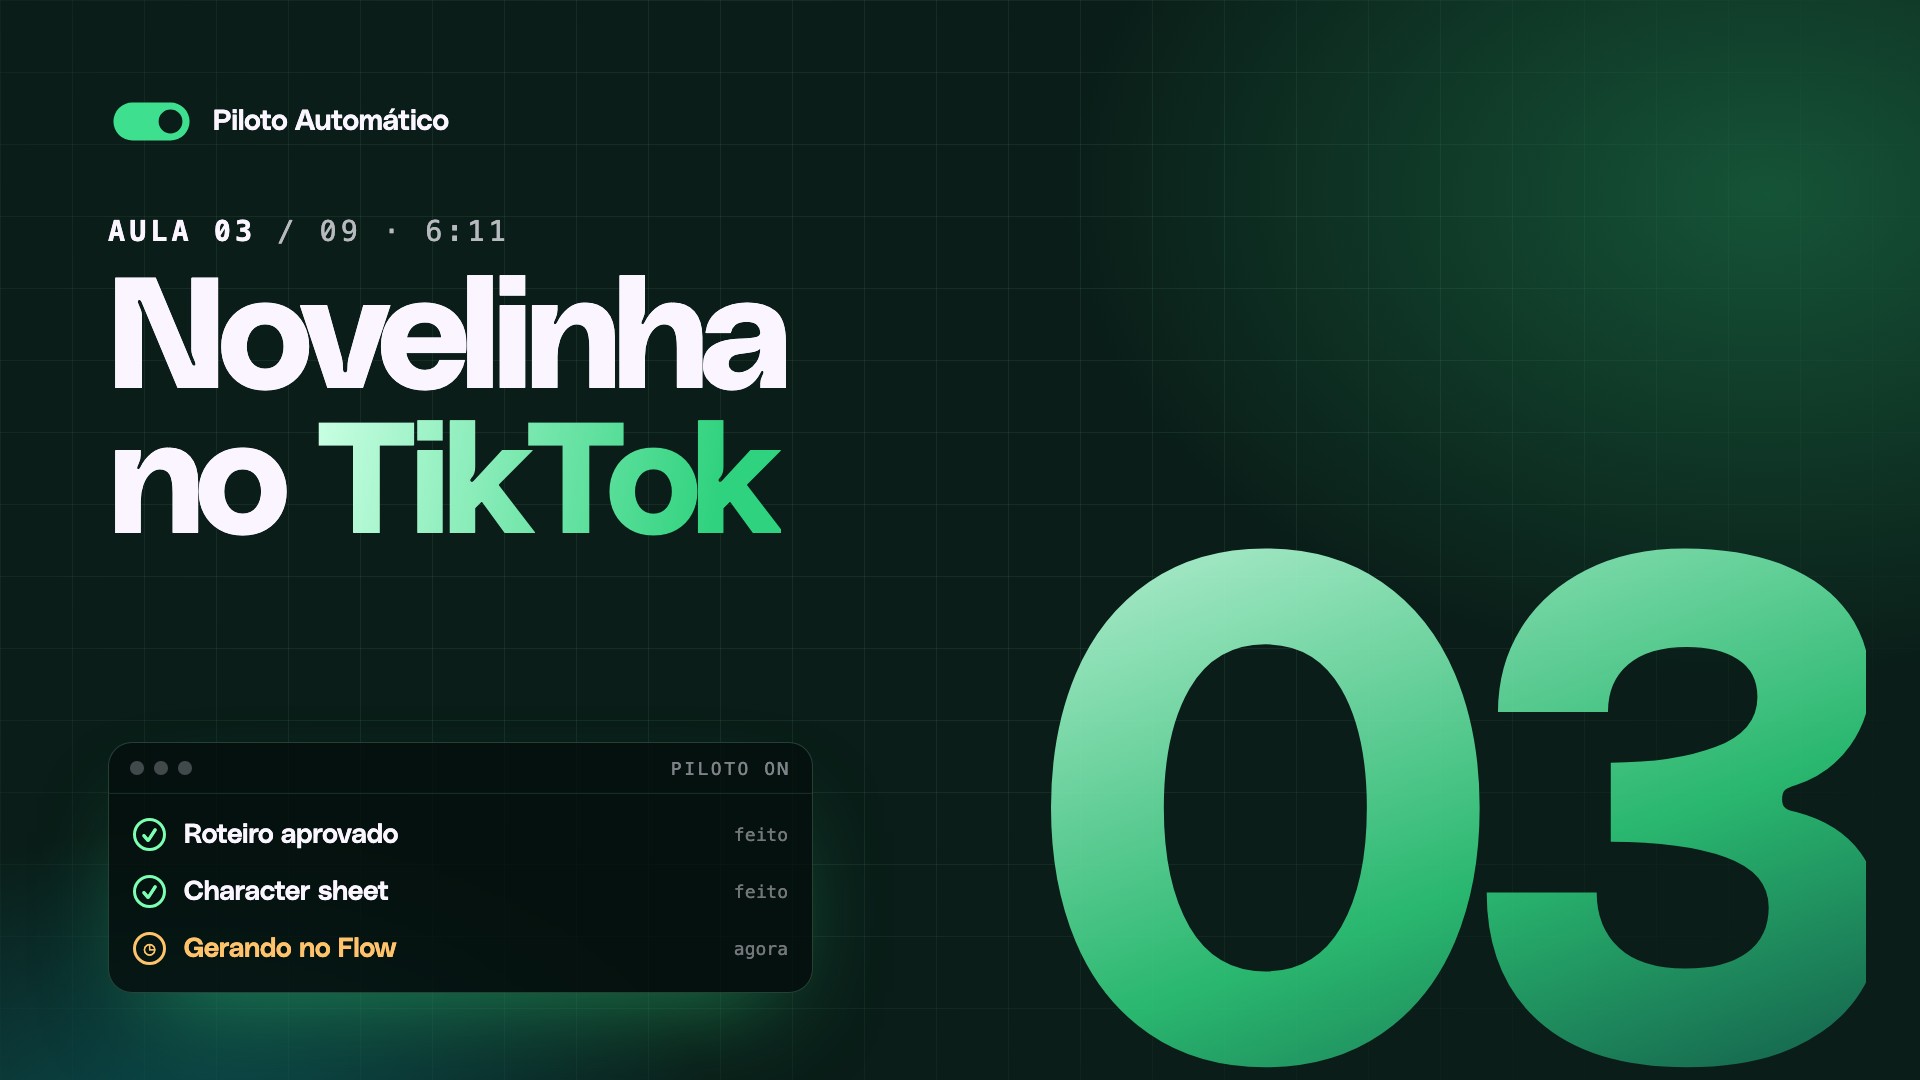 Piloto Automático
AULA 03 / 09 · 6:11
Novelinha
no TikTok
PILOTO ON
Roteiro aprovado feito
Character sheet feito
Gerando no Flow agora
03